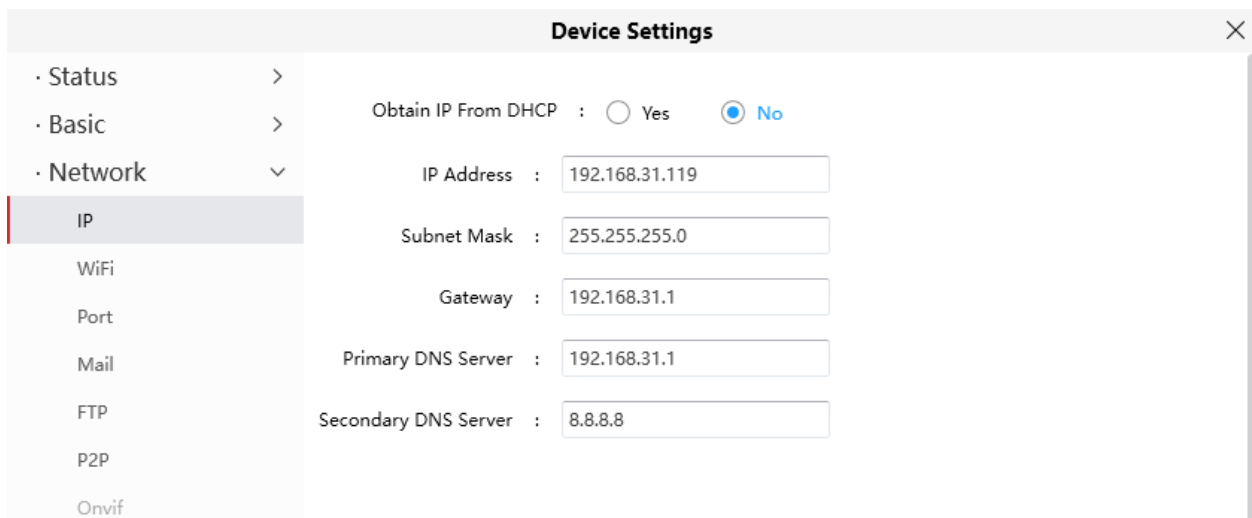 Device Settings
· Status
· Basic
· Network
IP
WiFi
Port
Mail
FTP
P2P
Onvif
Obtain IP From DHCP : Yes No
IP Address : 192.168.31.119
Subnet Mask : 255.255.255.0
Gateway : 192.168.31.1
Primary DNS Server : 192.168.31.1
Secondary DNS Server : 8.8.8.8